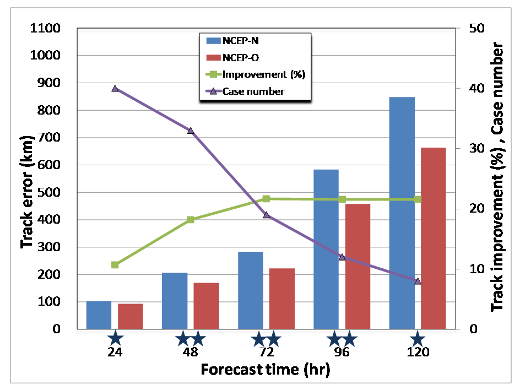 1100
1000
900
800
700
600
500
400
300
200
100
0
Track error (km)
NCEP-N
NCEP-O
Improvement (%)
Case number
50
40
30
20
10
0
Track improvement (%) , Case number
24 48 72 96 120
Forecast time (hr)